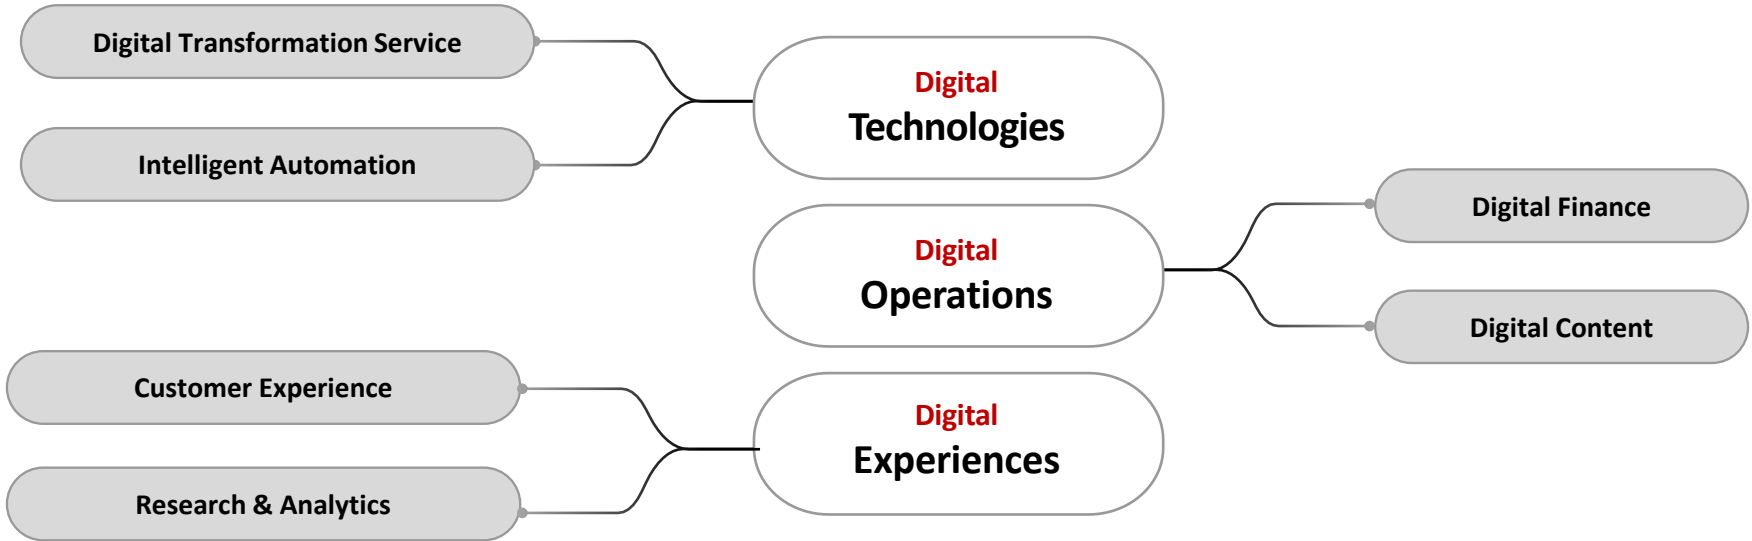 Digital Transformation Service
Intelligent Automation
Digital
Technologies
Digital
Operations
Digital Finance
Digital Content
Customer Experience
Research & Analytics
Digital
Experiences